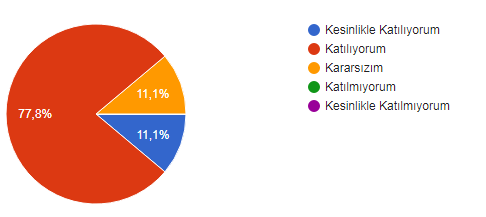 Kesinlikle Katılıyorum
Katılıyorum
Kararsızım
Katılmıyorum
Kesinlikle Katılmıyorum
11,1%
77,8%
11,1%